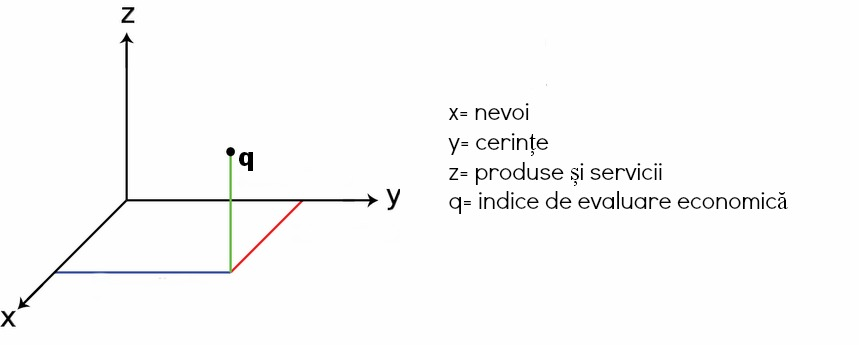 z
q
y
x
x= nevoi
y= cerințe
z= produse și servicii
q= indice de evaluare economică